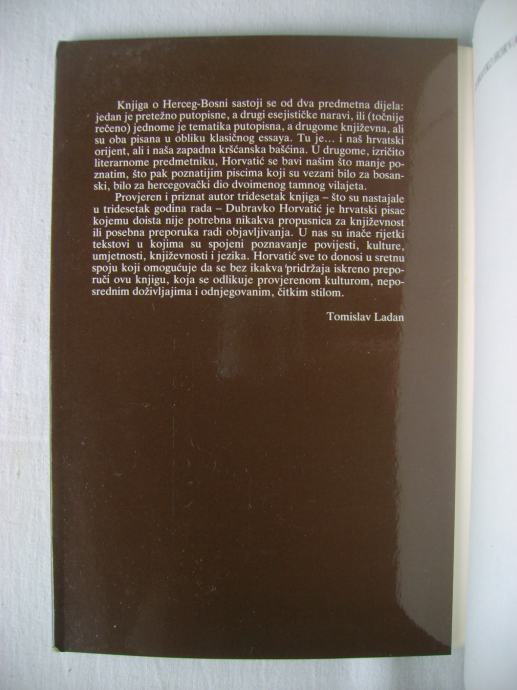 Knjiga o Herceg-Bosni sastoji se od dva predmetna dijela:
jedan je pretežno putopisne, a drugi esejističke naravi, ili (točnije
rečeno) jednome je tematika putopisna, a drugome književna, ali
su oba pisana u obliku klasičnog essaya. Tu je... i naš hrvatski
orijent, ali i naša zapadna kršćanska bašćina. U drugome, izričito
literarnome predmetniku, Horvatić se bavi našim što manje po-
znatim, što pak poznatijim piscima koji su vezani bilo za bosan-
ski, bilo za hercegovački dio dvoimenog tamnog vilajeta.
Provjeren i priznat autor tridesetak knjiga – što su nastajale
u tridesetak godina rada – Dubravko Horvatić je hrvatski pisac
kojemu doista nije potrebna nikakva propusnica za književnost
ili posebna preporuka radi objavljivanja. U nas su inače rijetki
tekstovi u kojima su spojeni poznavanje povijesti, kulture,
umjetnosti, književnosti i jezika. Horvatić sve to donosi u sretnu
spoju koji omogućuje da se bez ikakva pridržaja iskreno prepo-
ruči ovu knjigu, koja se odlikuje provjerenom kulturom, nepo-
srednim doživljajima i odnjegovanim, čitkim stilom.
Tomislav Ladan